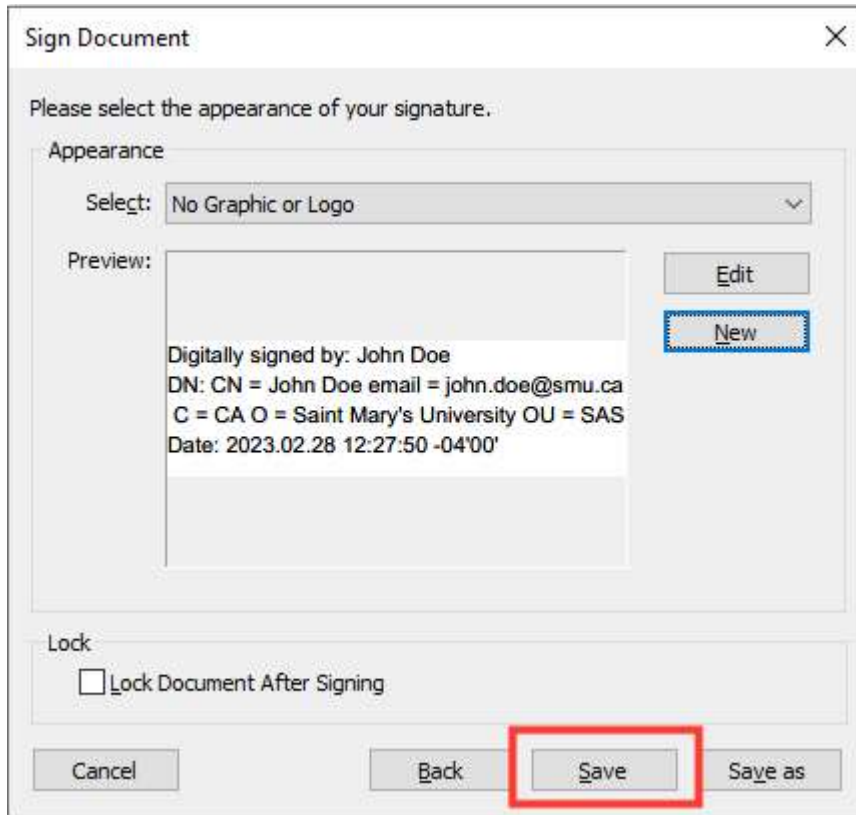 Sign Document
Please select the appearance of your signature.
Appearance
Select: No Graphic or Logo
Preview:
Edit
New
Digitally signed by: John Doe
DN: CN = John Doe email = john.doe@smu.ca
C = CA O = Saint Mary's University OU = SAS
Date: 2023.02.28 12:27:50 -04'00'
Lock
Lock Document After Signing
Cancel Back Save Save as